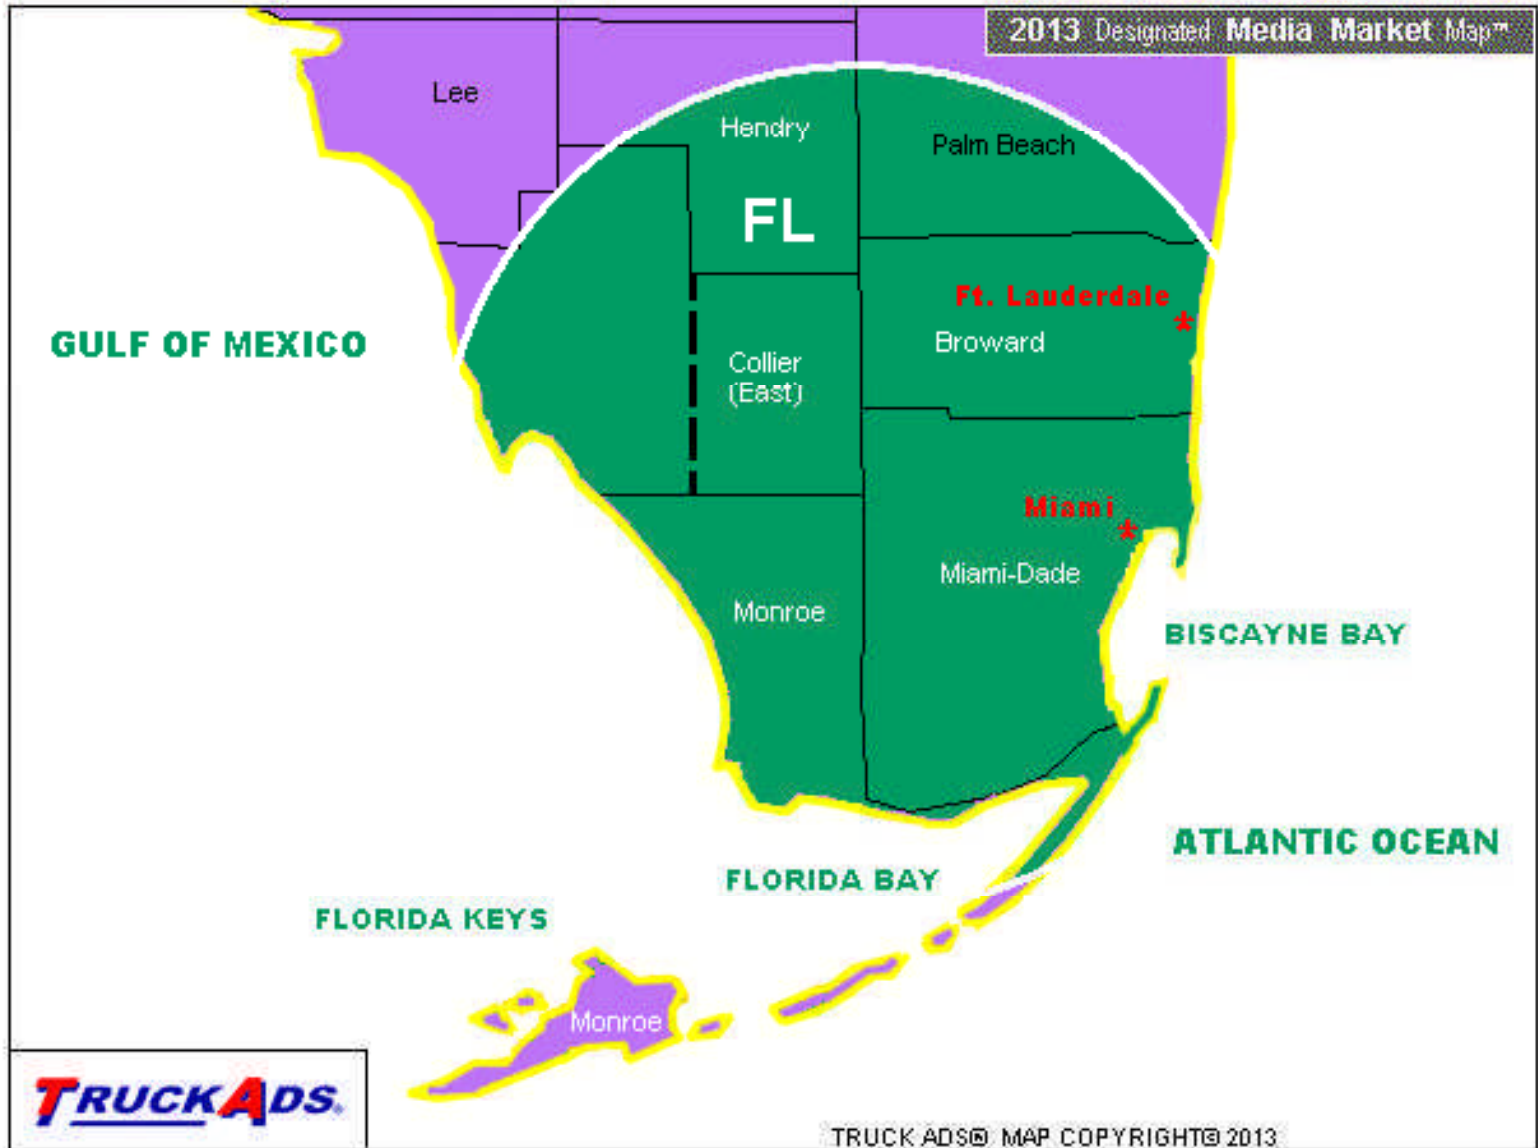 2013 Designated Media Market Map™
Lee
Hendry
Palm Beach
FL
Ft. Lauderdale
*
GULF OF MEXICO
Broward
Collier
(East)
Miami
*
Miami-Dade
Monroe
BISCAYNE BAY
ATLANTIC OCEAN
FLORIDA BAY
FLORIDA KEYS
Monroe
TRUCKADS®
TRUCK ADS® MAP COPYRIGHT© 2013